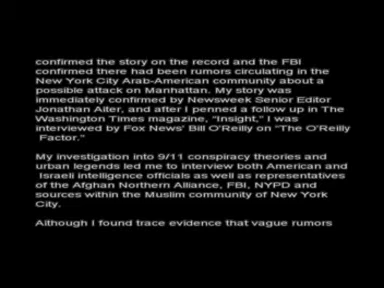 confirmed the story on the record and the FBI
confirmed there had been rumors circulating in the
New York City Arab-American community about a
possible attack on Manhattan. My story was
immediately confirmed by Newsweek Senior Editor
Jonathan Alter, and after I penned a follow up in The
Washington Times magazine, “Insight,” I was
interviewed by Fox News' Bill O'Reilly on “The O'Reilly
Factor.”
My investigation into 9/11 conspiracy theories and
urban legends led me to interview both American and
Israeli intelligence officials as well as representatives
of the Afghan Northern Alliance, FBI, NYPD and
sources within the Muslim community of New York
City.
Although I found trace evidence that vague rumors